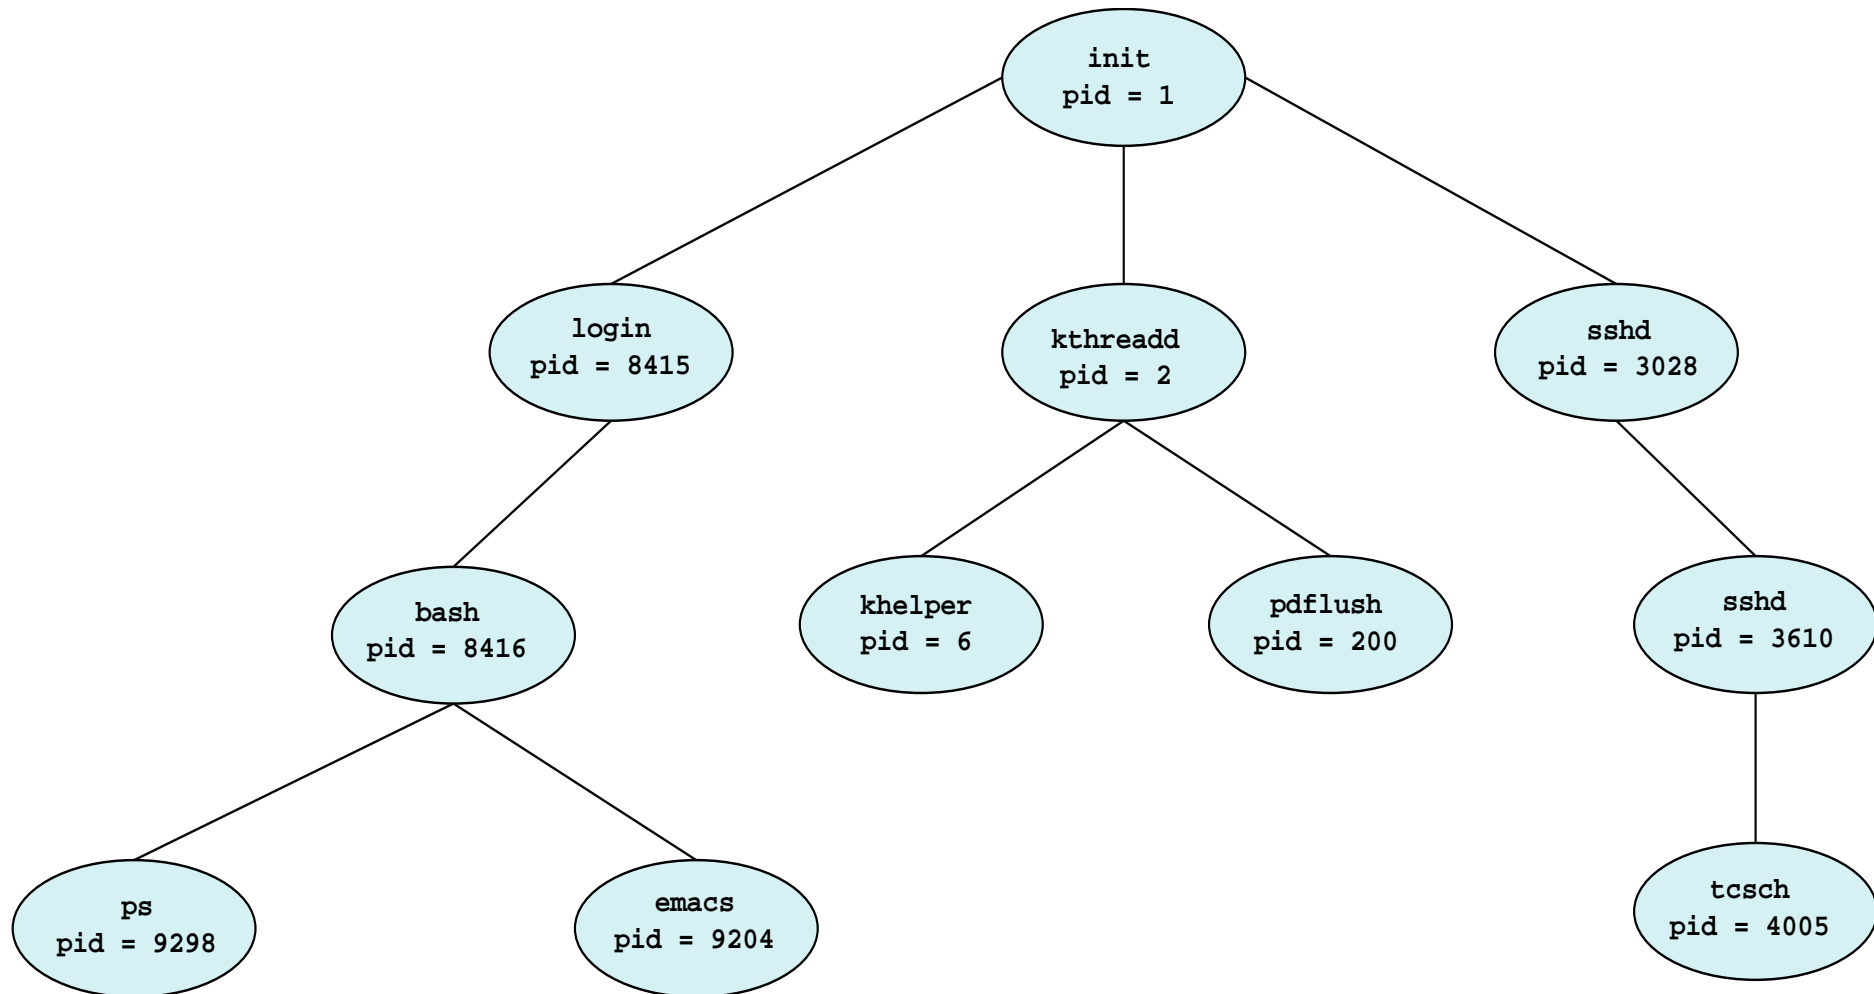 init
pid = 1
login
pid = 8415
kthreadd
pid = 2
sshd
pid = 3028
bash
pid = 8416
khelper
pid = 6
pdflush
pid = 200
sshd
pid = 3610
ps
pid = 9298
emacs
pid = 9204
tcsch
pid = 4005